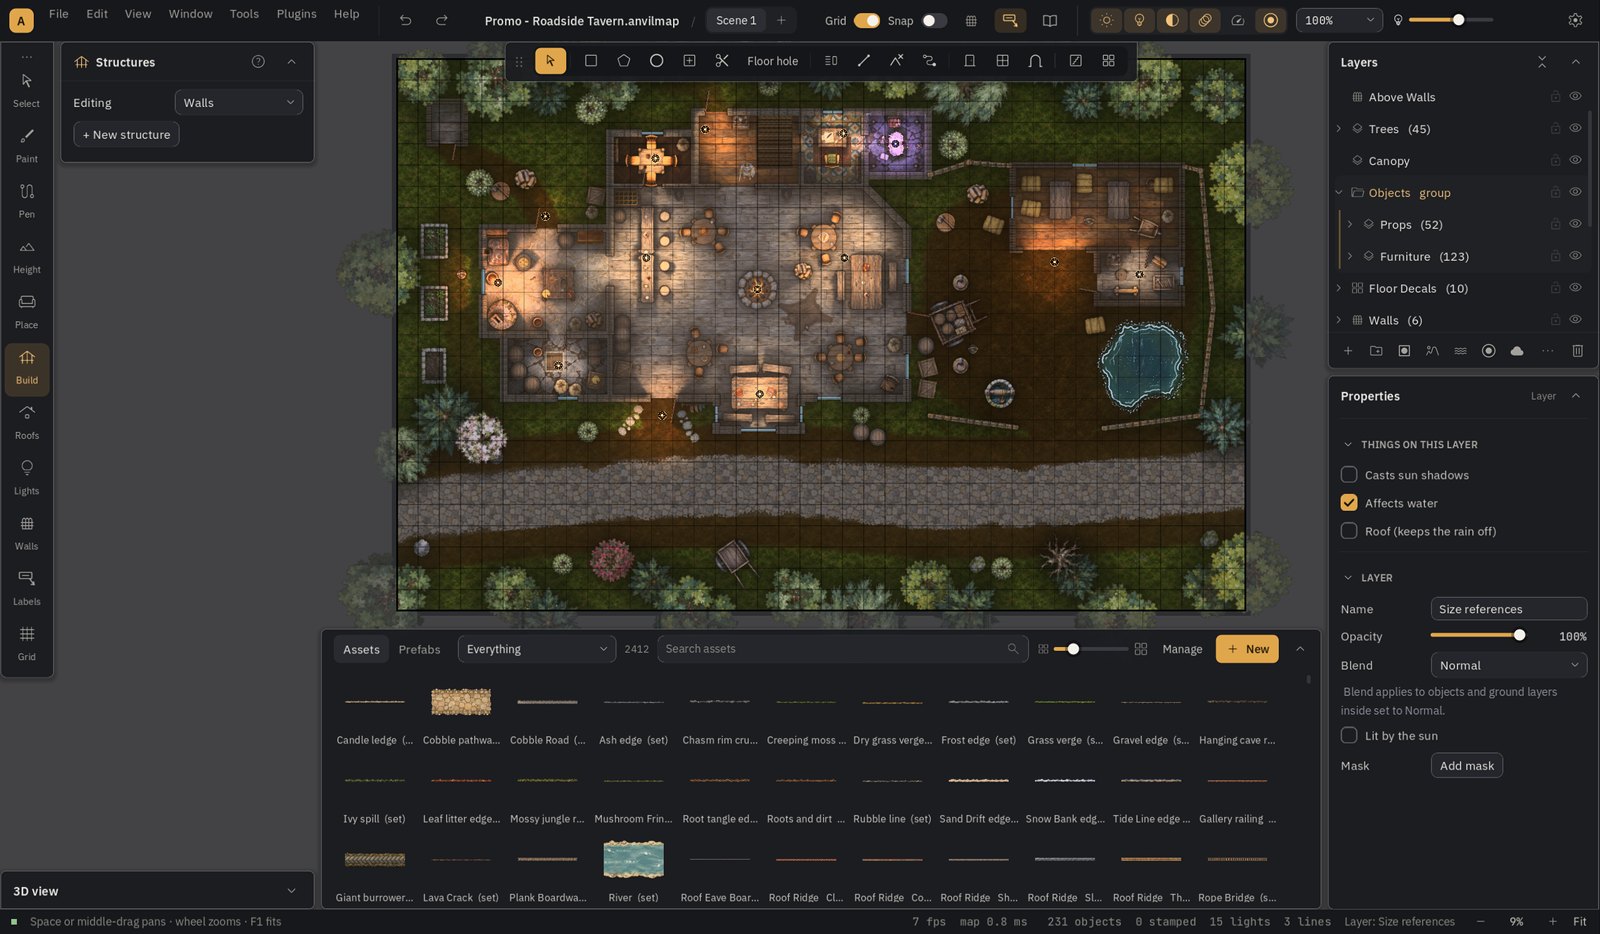 A File Edit View Window Tools Plugins Help
Promo - Roadside Tavern.anvilmap / Scene 1 +
Grid Snap 100%
Structures
Editing Walls
+ New structure
Select
Paint
Pen
Height
Place
Build
Roofs
Lights
Walls
Labels
Grid
Floor hole
Layers
Above Walls
Trees (45)
Canopy
Objects group
Props (52)
Furniture (123)
Floor Decals (10)
Walls (6)
Properties Layer
THINGS ON THIS LAYER
Casts sun shadows
Affects water
Roof (keeps the rain off)
LAYER
Name Size references
Opacity 100%
Blend Normal
Blend applies to objects and ground layers
inside set to Normal.
Lit by the sun
Mask Add mask
Assets Prefabs Everything 2412 Search assets Manage + New
Candle ledge (... Cobble pathwa... Cobble Road (... Ash edge (set) Chasm rim cru... Creeping moss ... Dry grass verge... Frost edge (set) Grass verge (s... Gravel edge (s... Hanging cave r...
Ivy spill (set) Leaf litter edge... Mossy jungle r... Mushroom Frin... Root tangle ed... Roots and dirt ... Rubble line (set) Sand Drift edge... Snow Bank edg... Tide Line edge ... Gallery railing ...
Giant burrower... Lava Crack (set) Plank Boardwa... River (set) Roof Eave Boar... Roof Ridge Cl... Roof Ridge Co... Roof Ridge Sh... Roof Ridge Sl... Roof Ridge Th... Rope Bridge (s...
3D view
Space or middle-drag pans · wheel zooms · F1 fits
7 fps map 0.8 ms 231 objects 0 stamped 15 lights 3 lines Layer: Size references − 9% + Fit